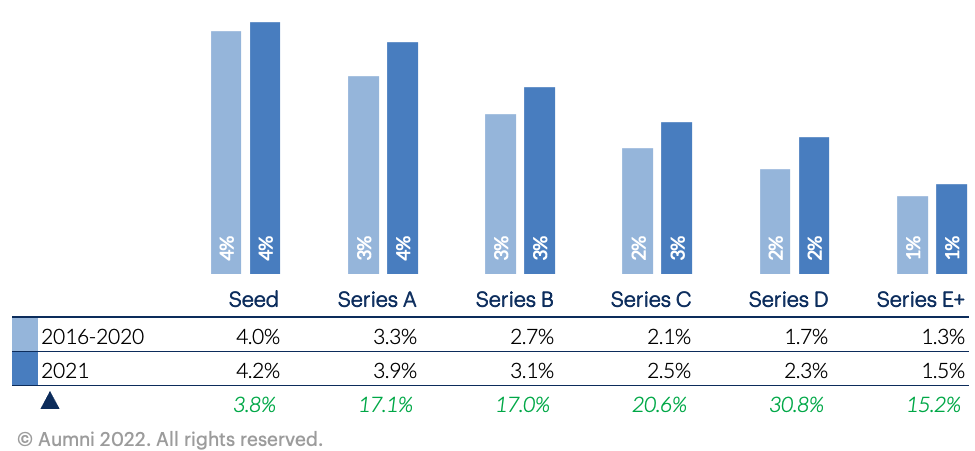 4% 4% 3% 4% 3% 3% 2% 3% 2% 2% 1% 1%
Seed Series A Series B Series C Series D Series E+
2016-2020 4.0% 3.3% 2.7% 2.1% 1.7% 1.3%
2021 4.2% 3.9% 3.1% 2.5% 2.3% 1.5%
3.8% 17.1% 17.0% 20.6% 30.8% 15.2%
© Aumni 2022. All rights reserved.